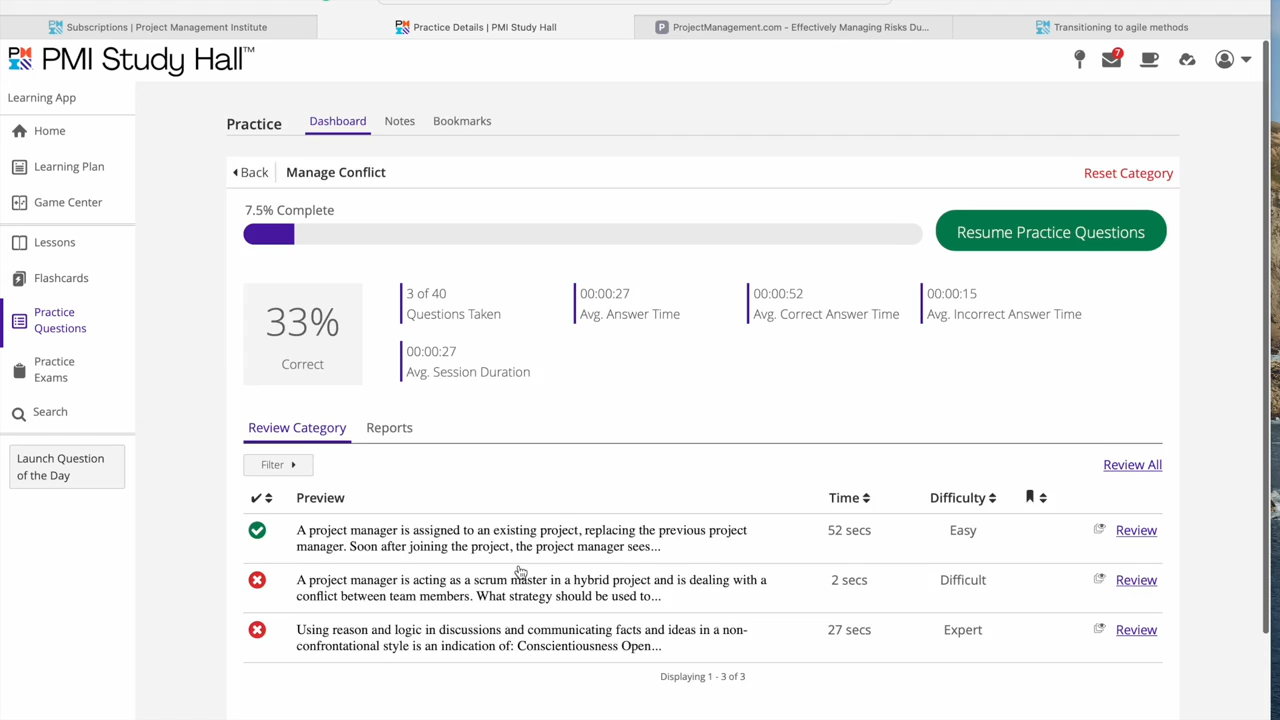 Subscriptions | Project Management Institute
Practice Details | PMI Study Hall
ProjectManagement.com - Effectively Managing Risks Du...
Transitioning to agile methods
PMI Study Hall™
7
Learning App
Home
Learning Plan
Game Center
Lessons
Flashcards
Practice
Questions
Practice
Exams
Search
Launch Question
of the Day
Practice
Dashboard
Notes
Bookmarks
Back
Manage Conflict
Reset Category
7.5% Complete
Resume Practice Questions
33%
Correct
3 of 40
Questions Taken
00:00:27
Avg. Answer Time
00:00:52
Avg. Correct Answer Time
00:00:15
Avg. Incorrect Answer Time
00:00:27
Avg. Session Duration
Review Category
Reports
Filter
Review All
Preview
Time
Difficulty
A project manager is assigned to an existing project, replacing the previous project
manager. Soon after joining the project, the project manager sees...
52 secs
Easy
Review
A project manager is acting as a scrum master in a hybrid project and is dealing with a
conflict between team members. What strategy should be used to...
2 secs
Difficult
Review
Using reason and logic in discussions and communicating facts and ideas in a non-
confrontational style is an indication of: Conscientiousness Open...
27 secs
Expert
Review
Displaying 1 - 3 of 3